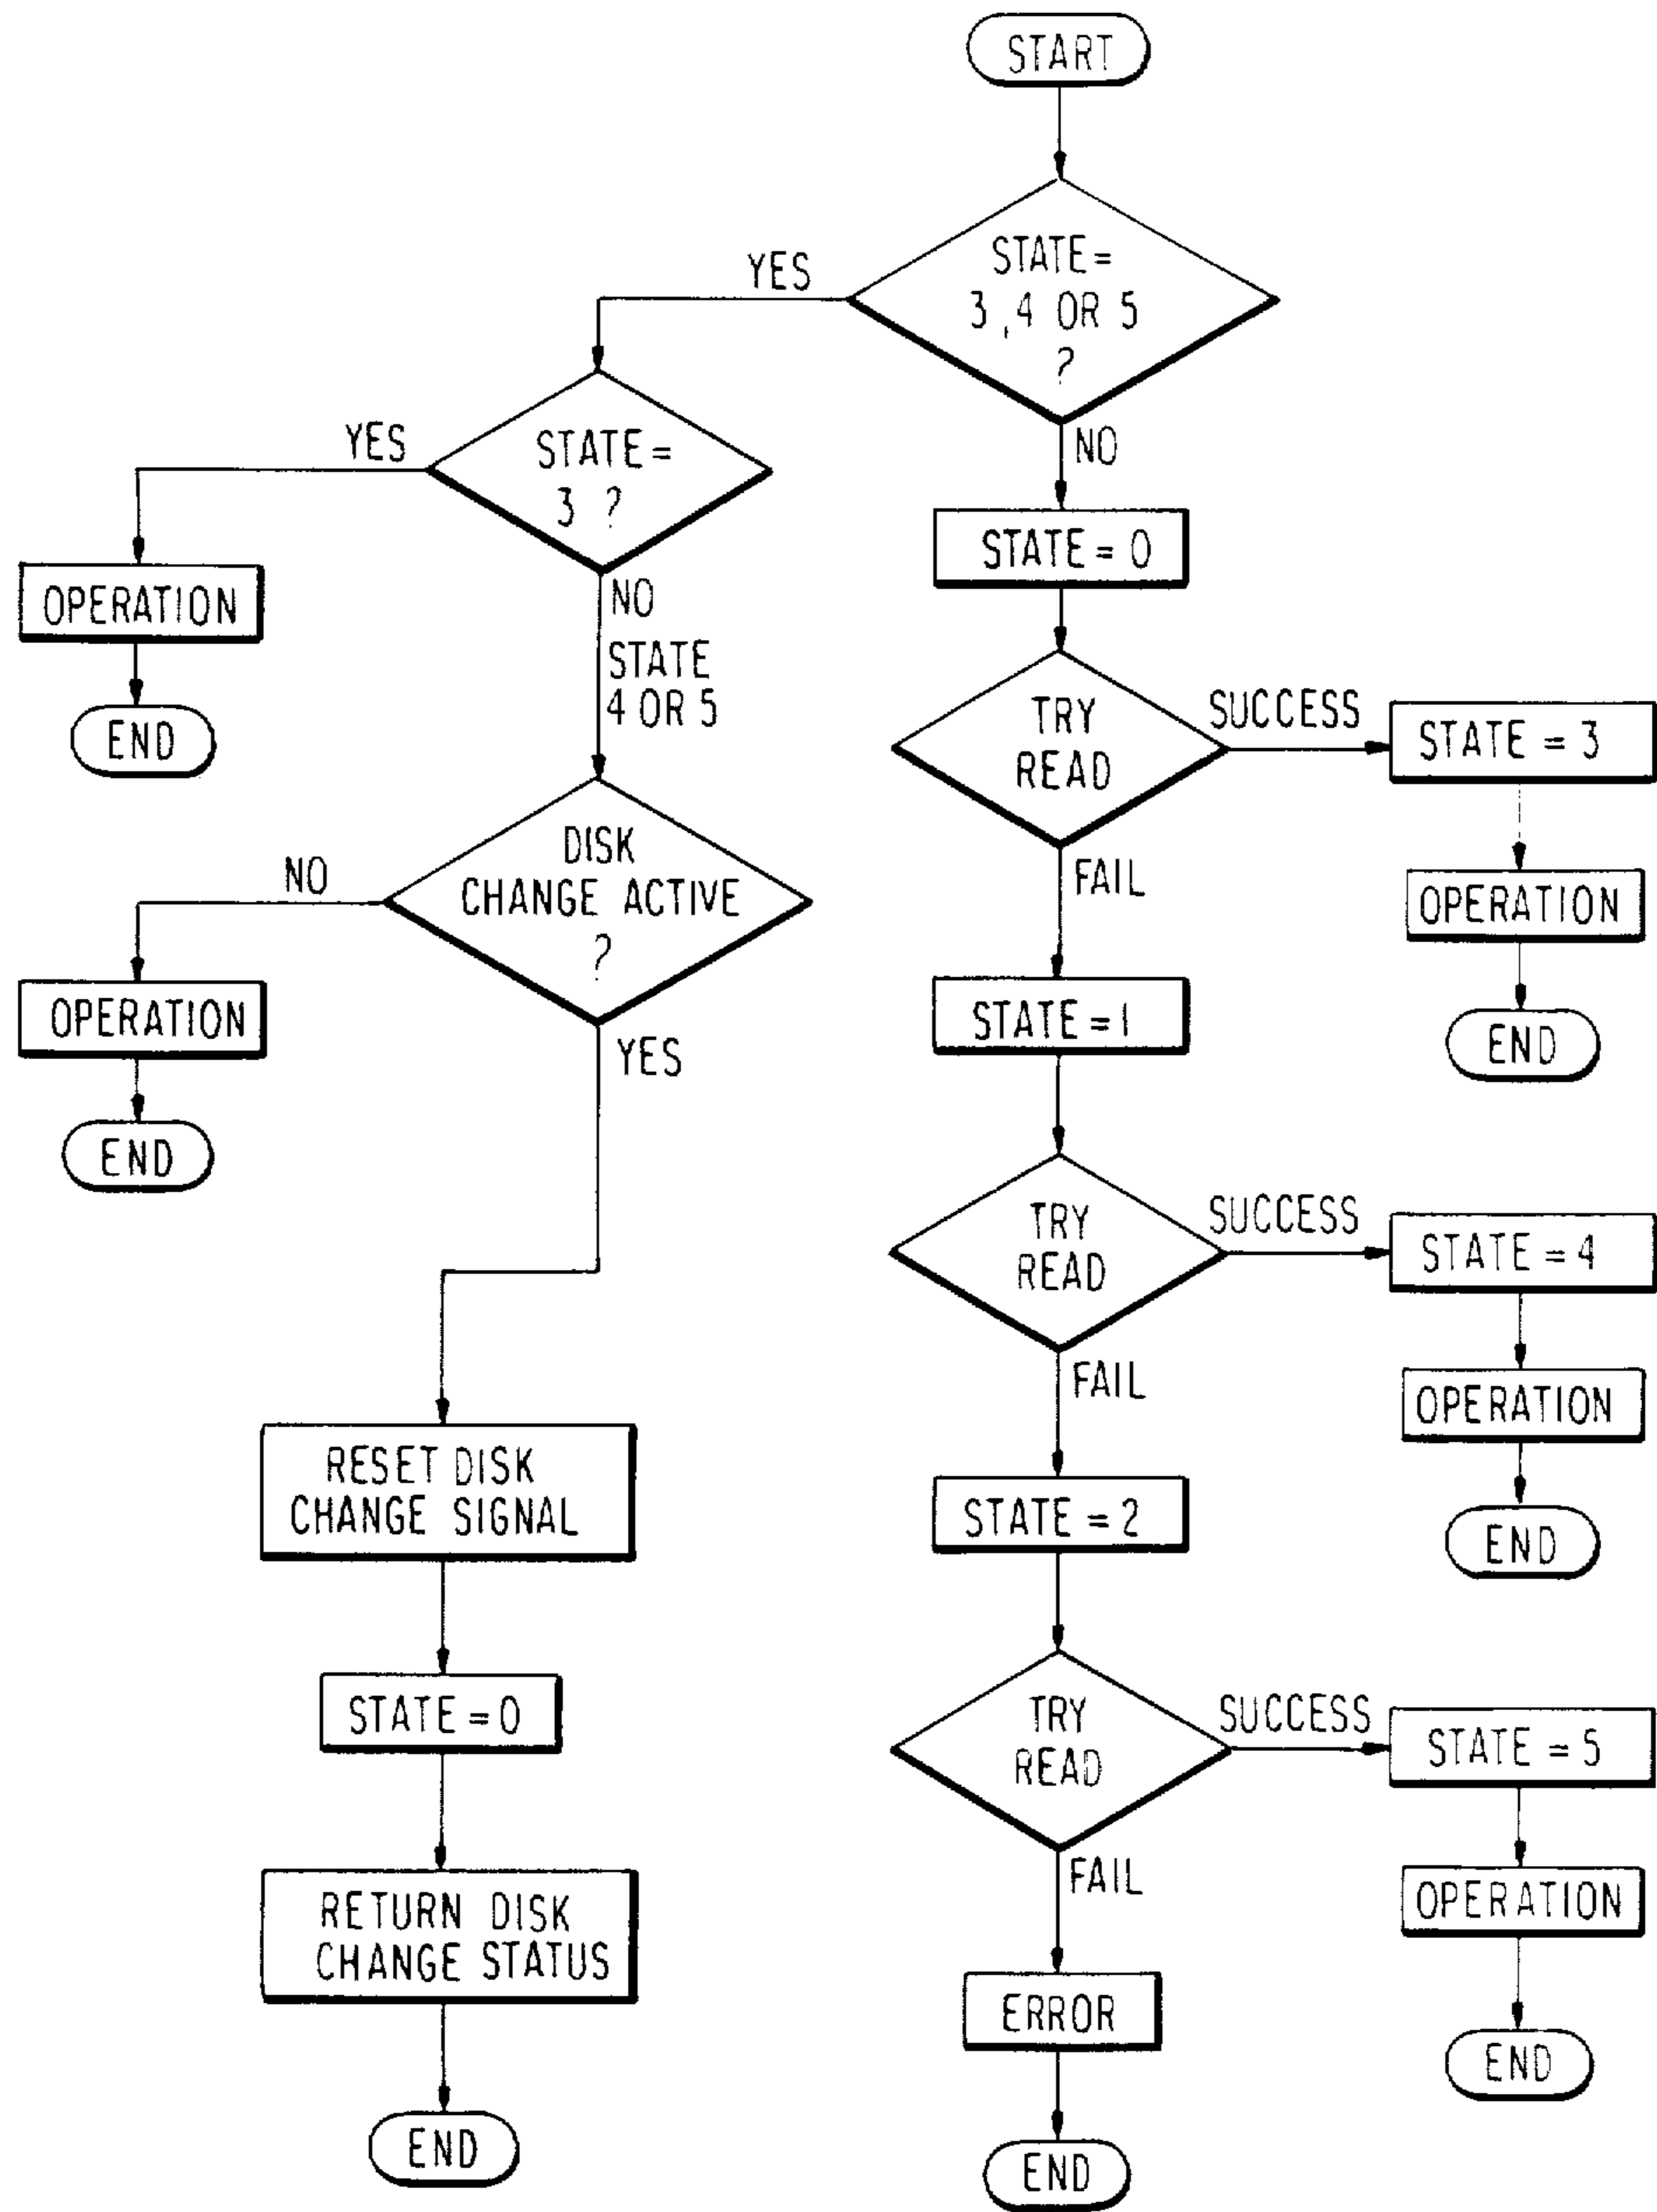 START
STATE =
3, 4 OR 5
?
YES
NO
STATE =
3 ?
YES
OPERATION
END
NO
STATE
4 OR 5
DISK
CHANGE ACTIVE
?
NO
OPERATION
END
YES
RESET DISK
CHANGE SIGNAL
STATE = 0
RETURN DISK
CHANGE STATUS
END
STATE = 0
TRY
READ
SUCCESS
STATE = 3
OPERATION
END
FAIL
STATE = 1
TRY
READ
SUCCESS
STATE = 4
OPERATION
END
FAIL
STATE = 2
TRY
READ
SUCCESS
STATE = 5
OPERATION
END
FAIL
ERROR
END